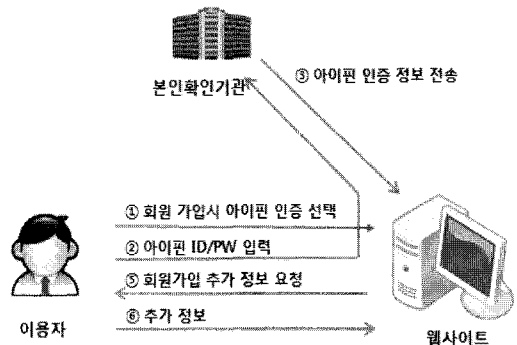 본인확인기관
③ 아이핀 인증 정보 전송
① 회원 가입시 아이핀 인증 선택
② 아이핀 ID/PW 입력
⑤ 회원가입 추가 정보 요청
⑥ 추가 정보
이용자
웹사이트